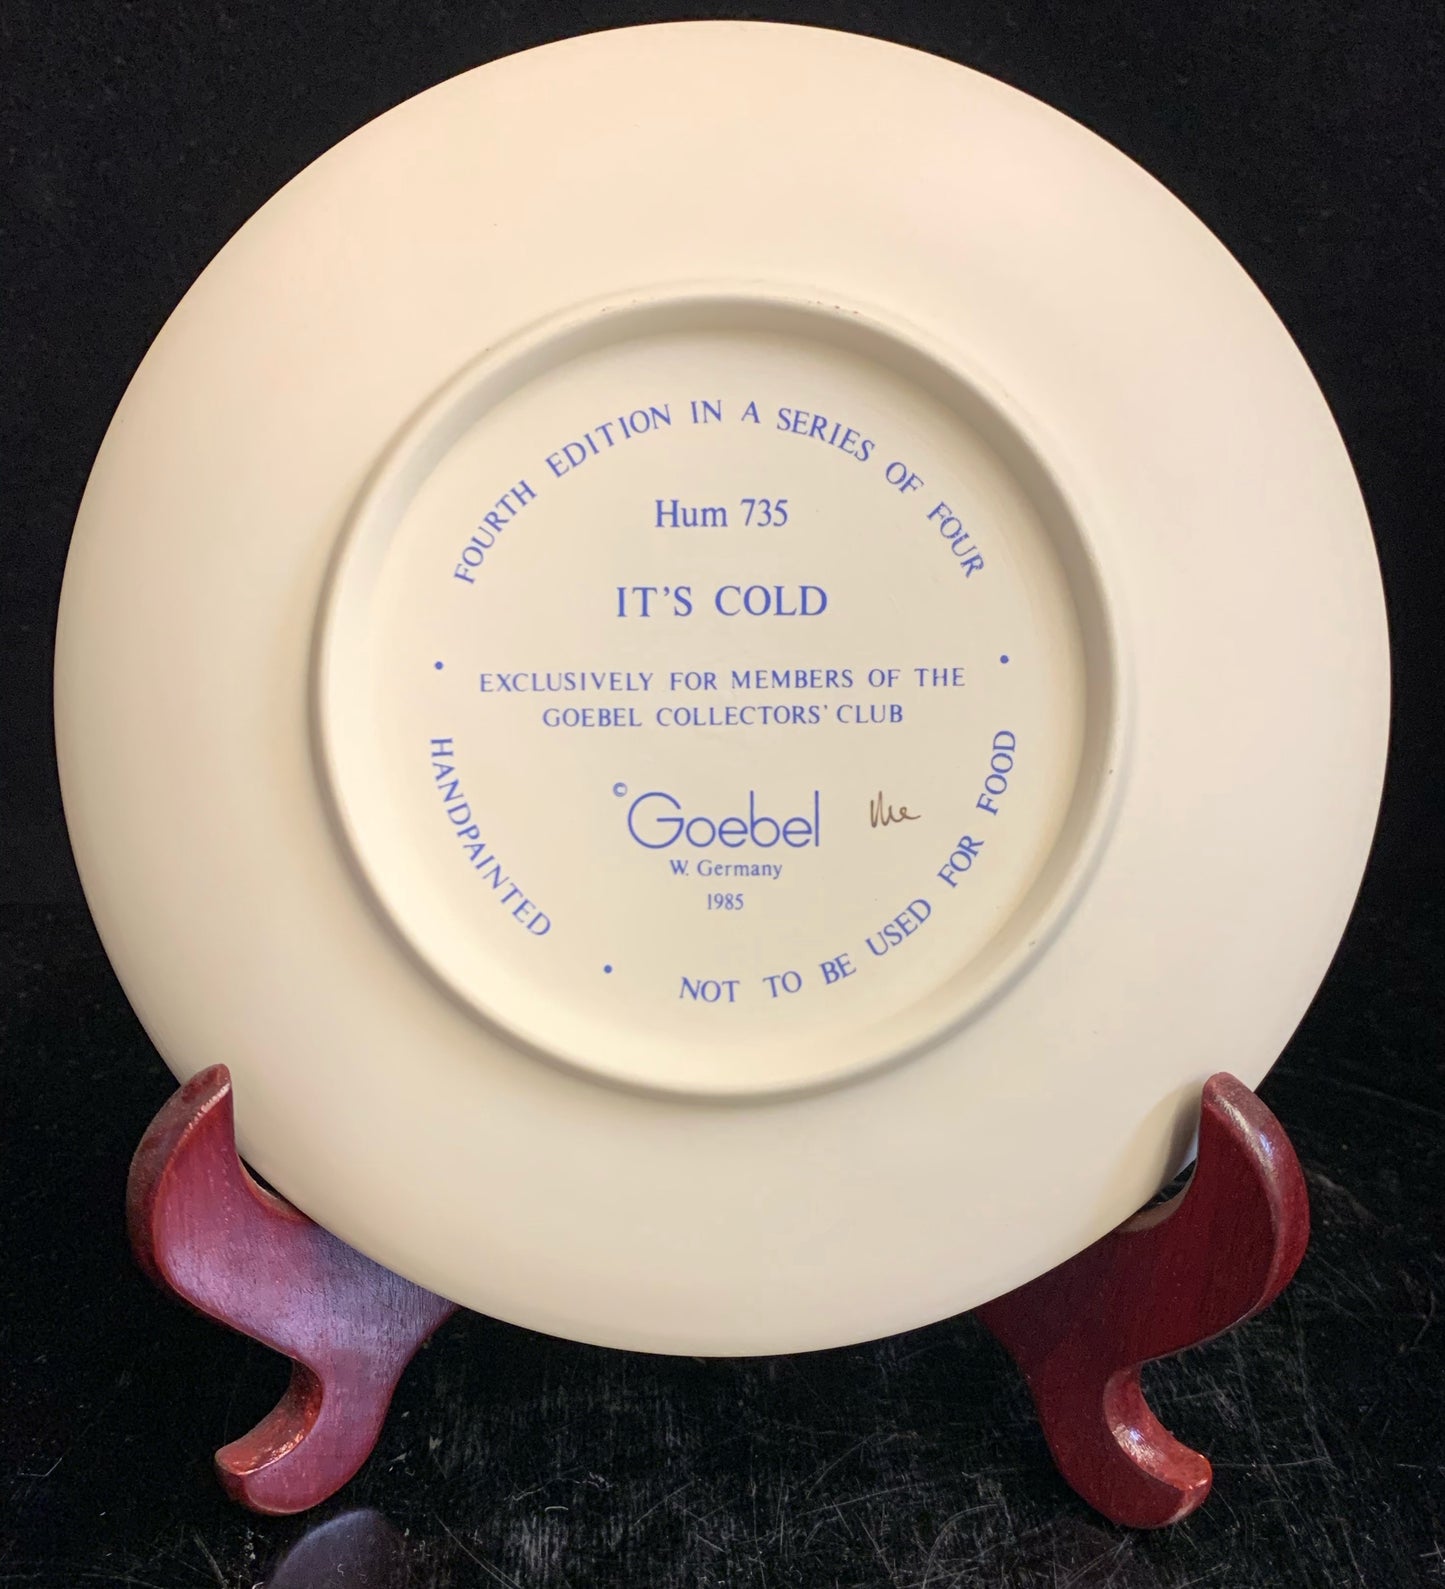 FOURTH EDITION IN A SERIES OF FOUR
Hum 735
IT'S COLD
EXCLUSIVELY FOR MEMBERS OF THE
GOEBEL COLLECTORS' CLUB
© Goebel
W. Germany
1985
HANDPAINTED
NOT TO BE USED FOR FOOD